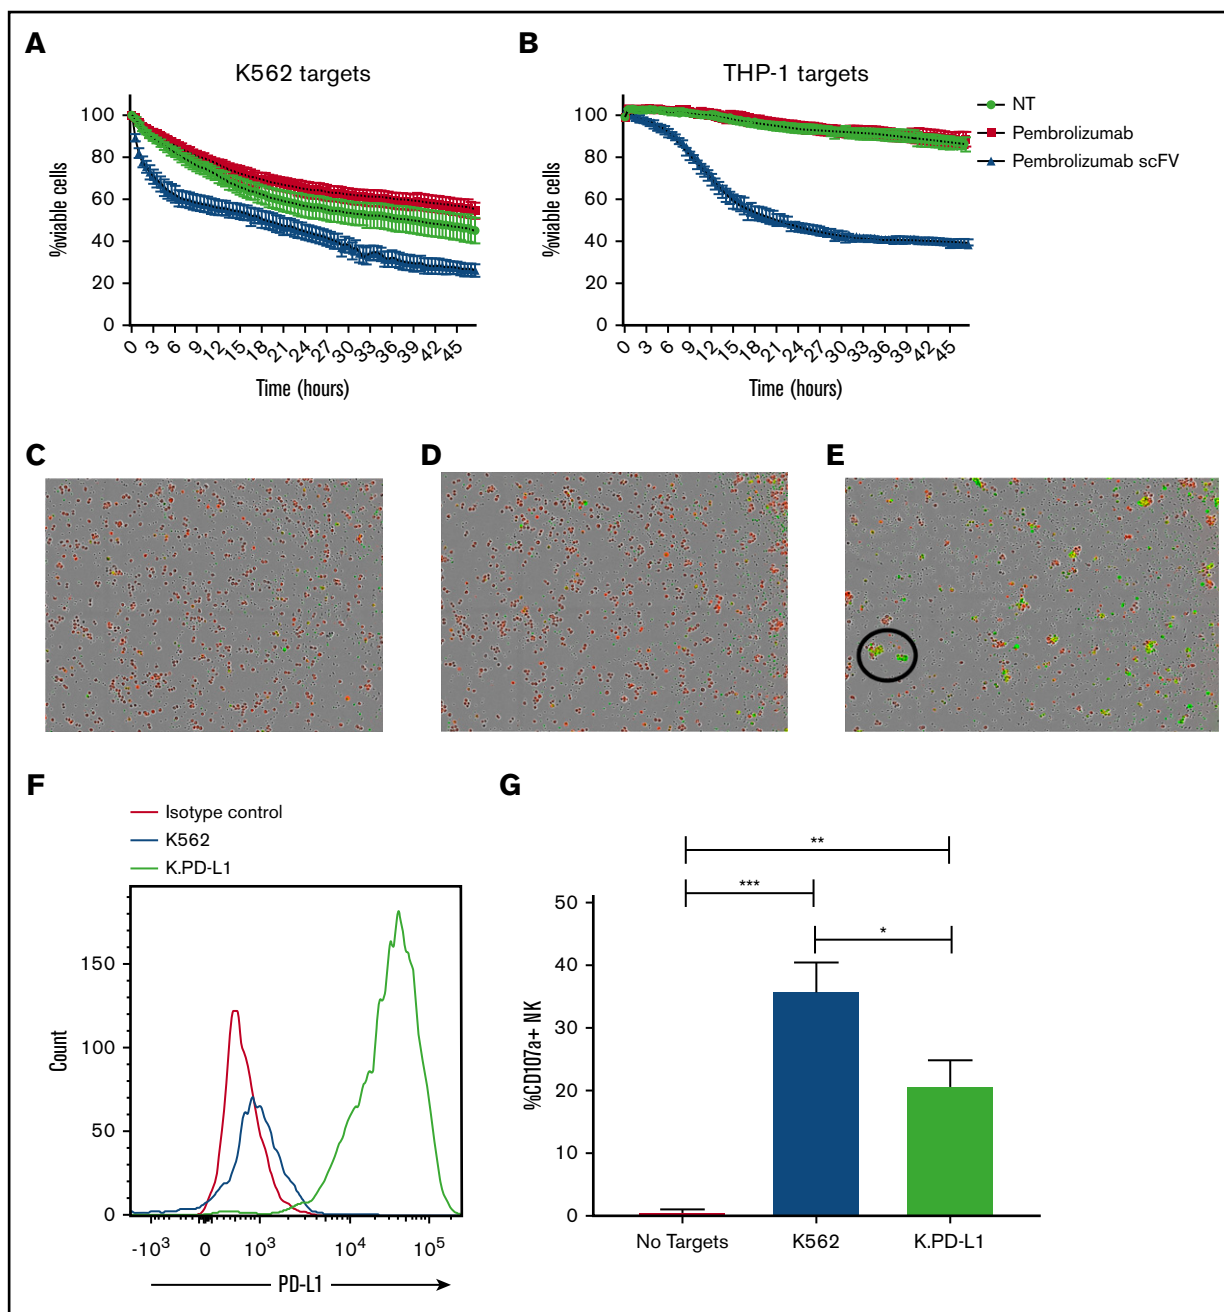 A
B
K562 targets
THP-1 targets
%viable cells
100
80
60
40
20
0
0 3 6 9 12 15 18 21 24 27 30 33 36 39 42 45
Time (hours)
%viable cells
100
80
60
40
20
0
0 3 6 9 12 15 18 21 24 27 30 33 36 39 42 45
Time (hours)
NT
Pembrolizumab
Pembrolizumab scFV
C
D
E
F
Isotype control
K562
K.PD-L1
Count
150
100
50
0
-10³ 0 10³ 10⁴ 10⁵
PD-L1
G
**
***
*
%CD107a+ NK
50
40
30
20
10
0
No Targets K562 K.PD-L1